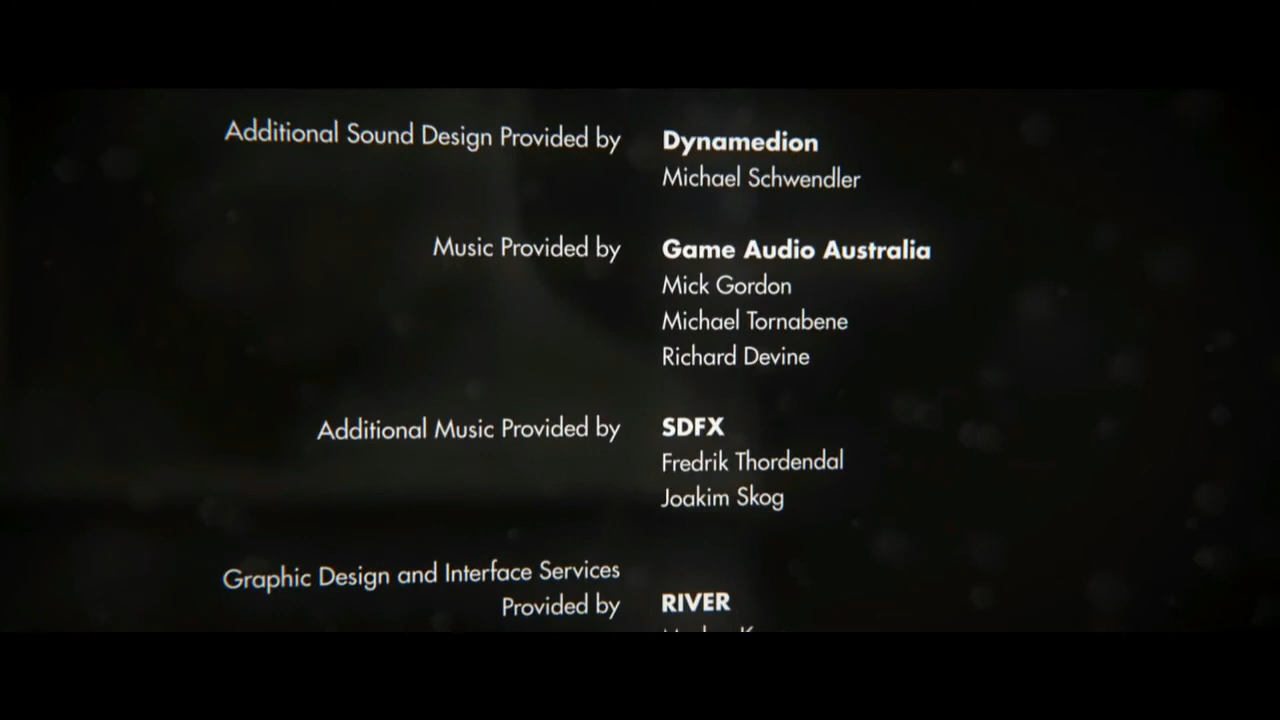 Additional Sound Design Provided by Dynamedion
Michael Schwendler
Music Provided by Game Audio Australia
Mick Gordon
Michael Tornabene
Richard Devine
Additional Music Provided by SDFX
Fredrik Thordendal
Joakim Skog
Graphic Design and Interface Services
Provided by RIVER